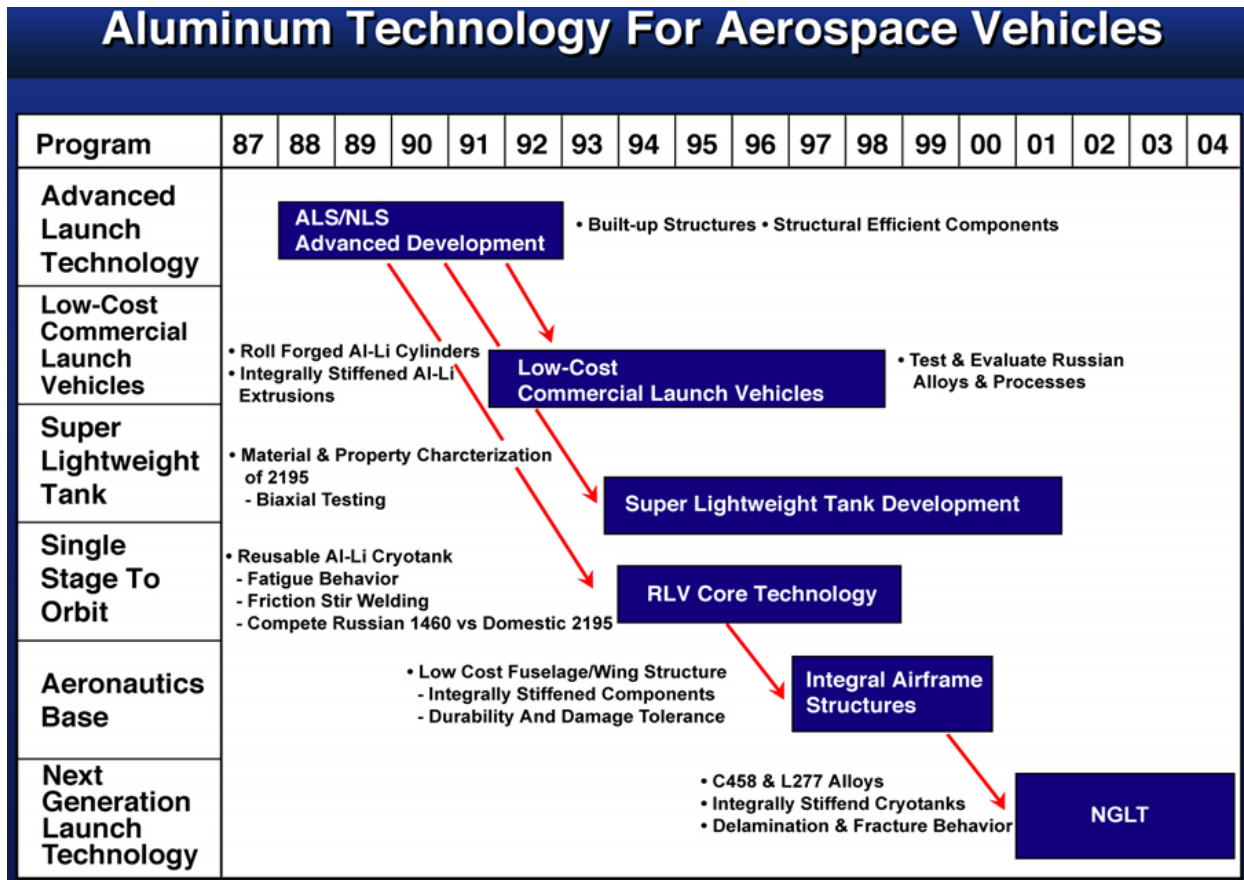 Aluminum Technology For Aerospace Vehicles
Program 87 88 89 90 91 92 93 94 95 96 97 98 99 00 01 02 03 04
Advanced
Launch
Technology
ALS/NLS
Advanced Development
• Built-up Structures • Structural Efficient Components
Low-Cost
Commercial
Launch
Vehicles
• Roll Forged Al-Li Cylinders
• Integrally Stiffened Al-Li
Extrusions
Low-Cost
Commercial Launch Vehicles
• Test & Evaluate Russian
Alloys & Processes
Super
Lightweight
Tank
• Material & Property Charcterization
of 2195
- Biaxial Testing
Super Lightweight Tank Development
Single
Stage To
Orbit
• Reusable Al-Li Cryotank
- Fatigue Behavior
- Friction Stir Welding
- Compete Russian 1460 vs Domestic 2195
RLV Core Technology
Aeronautics
Base
• Low Cost Fuselage/Wing Structure
- Integrally Stiffened Components
- Durability And Damage Tolerance
Integral Airframe
Structures
Next
Generation
Launch
Technology
• C458 & L277 Alloys
• Integrally Stiffend Cryotanks
• Delamination & Fracture Behavior
NGLT